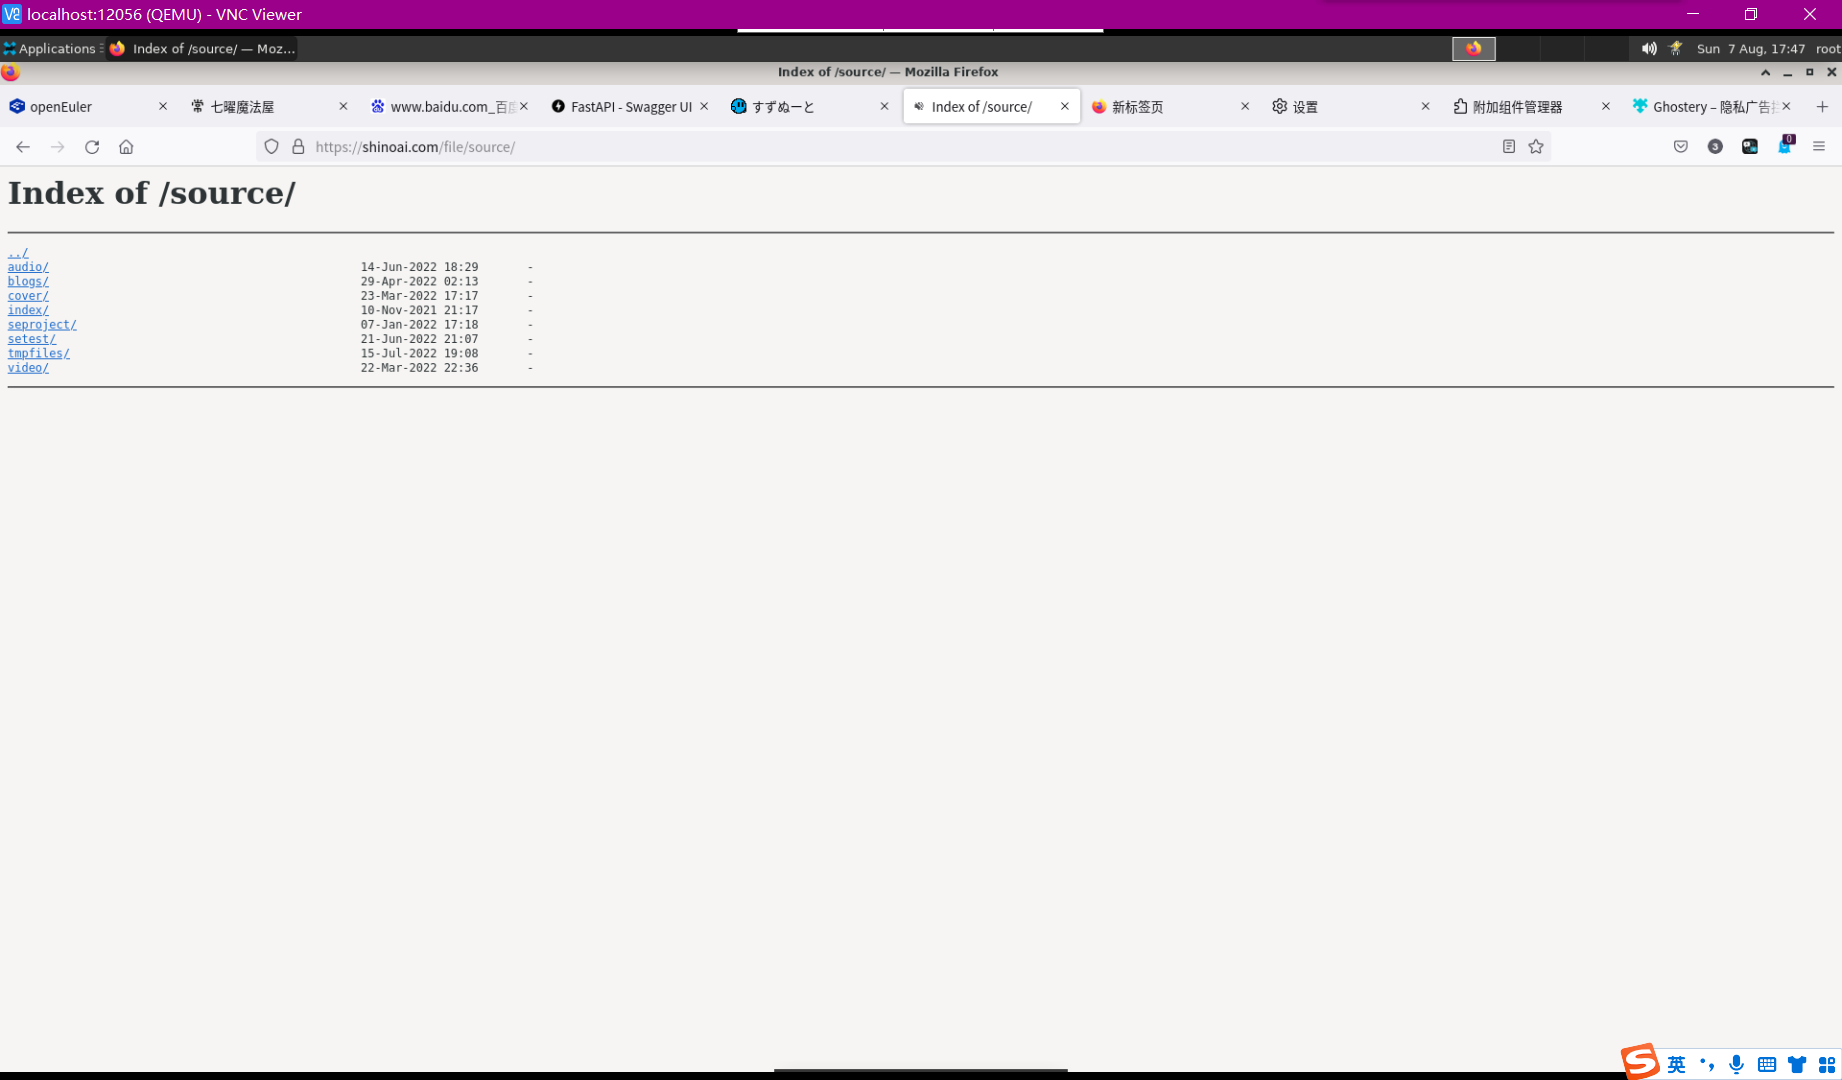 localhost:12056 (QEMU) - VNC Viewer
Applications Index of /source/ — Moz... Sun 7 Aug, 17:47 root
Index of /source/ — Mozilla Firefox
openEuler 七曜魔法屋 www.baidu.com_百度 FastAPI - Swagger UI すずぬーと Index of /source/ 新标签页 设置 附加组件管理器 Ghostery – 隐私广告
https://shinoai.com/file/source/ 3 0
Index of /source/
../
audio/ 14-Jun-2022 18:29 -
blogs/ 29-Apr-2022 02:13 -
cover/ 23-Mar-2022 17:17 -
index/ 10-Nov-2021 21:17 -
seproject/ 07-Jan-2022 17:18 -
setest/ 21-Jun-2022 21:07 -
tmpfiles/ 15-Jul-2022 19:08 -
video/ 22-Mar-2022 22:36 -
英